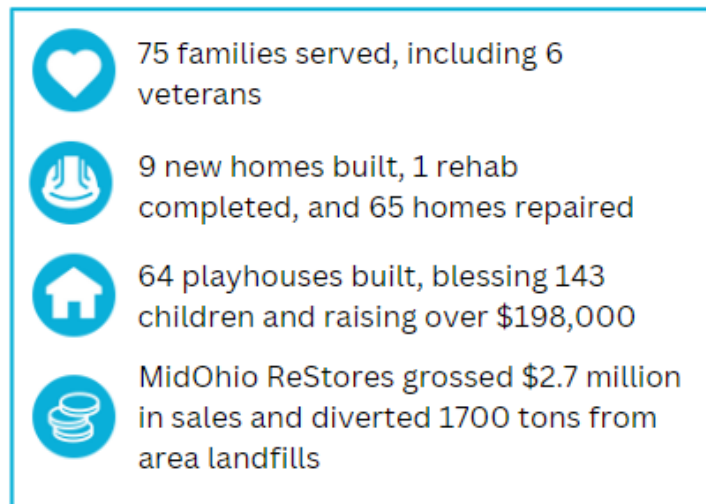 75 families served, including 6
veterans
9 new homes built, 1 rehab
completed, and 65 homes repaired
64 playhouses built, blessing 143
children and raising over $198,000
MidOhio ReStores grossed $2.7 million
in sales and diverted 1700 tons from
area landfills